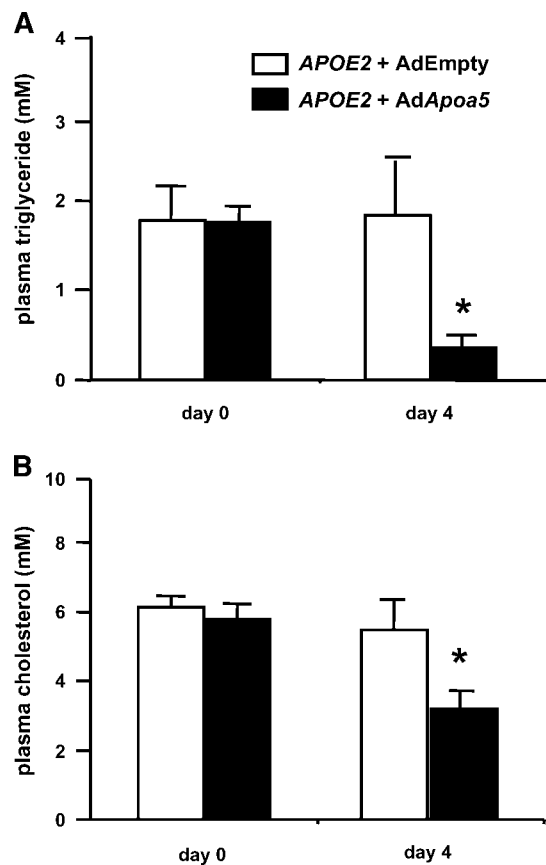 A
4
3
2
1
0
plasma triglyceride (mM)
APOE2 + AdEmpty
APOE2 + AdApoa5
*
day 0
day 4
B
10
8
6
4
2
0
plasma cholesterol (mM)
*
day 0
day 4